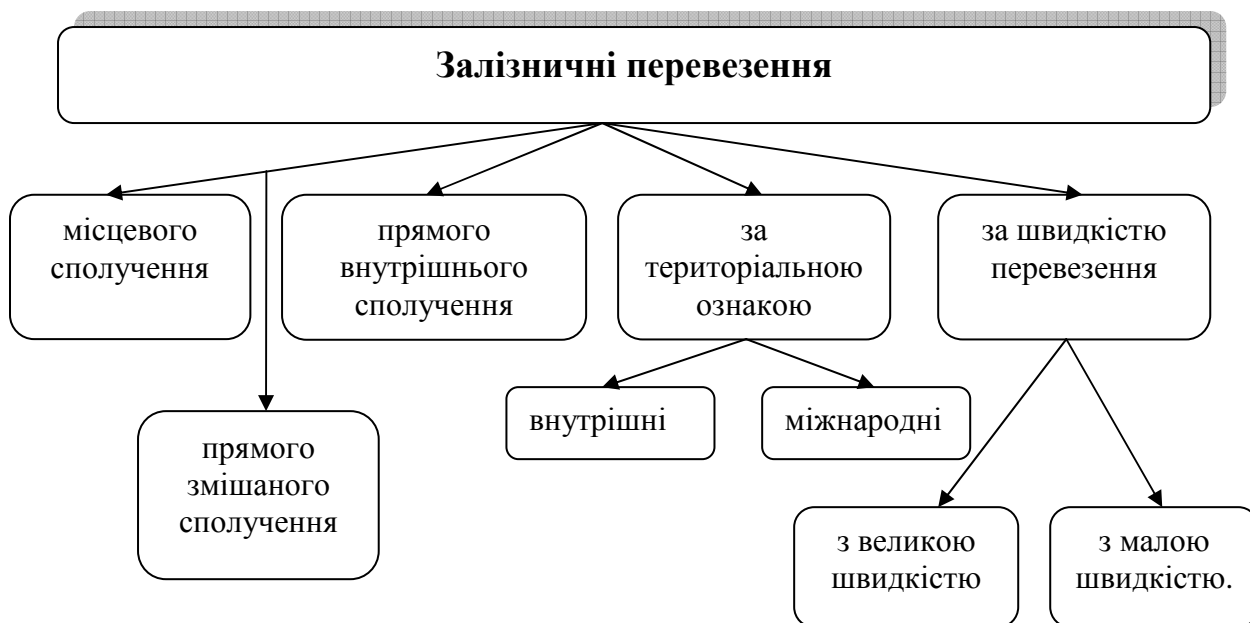 Залізничні перевезення
місцевого
сполучення
прямого
внутрішнього
сполучення
за
територіальною
ознакою
за швидкістю
перевезення
внутрішні
міжнародні
прямого
змішаного
сполучення
з великою
швидкістю
з малою
швидкістю.